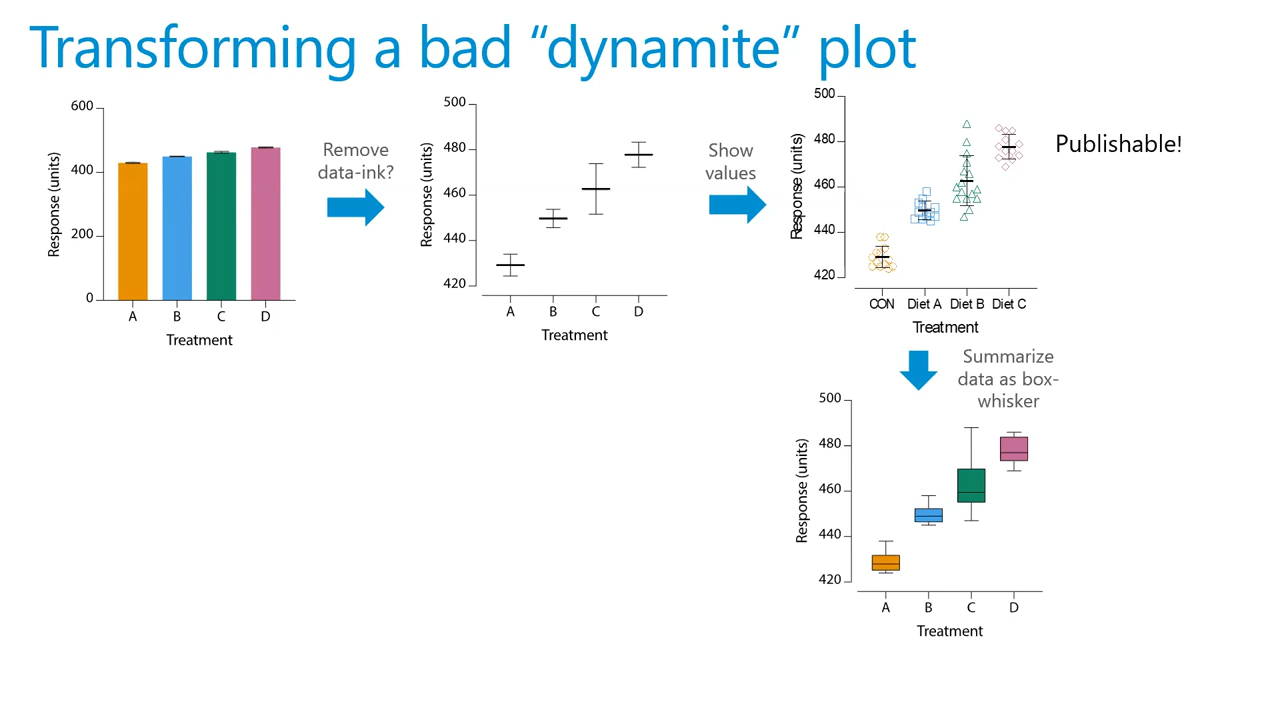 Transforming a bad “dynamite” plot
600
400
200
0
Response (units)
A B C D
Treatment
Remove
data-ink?
500
480
460
440
420
Response (units)
A B C D
Treatment
Show
values
500
480
460
440
420
Response (units)
CON Diet A Diet B Diet C
Treatment
Publishable!
Summarize
data as box-
whisker
500
480
460
440
420
Response (units)
A B C D
Treatment